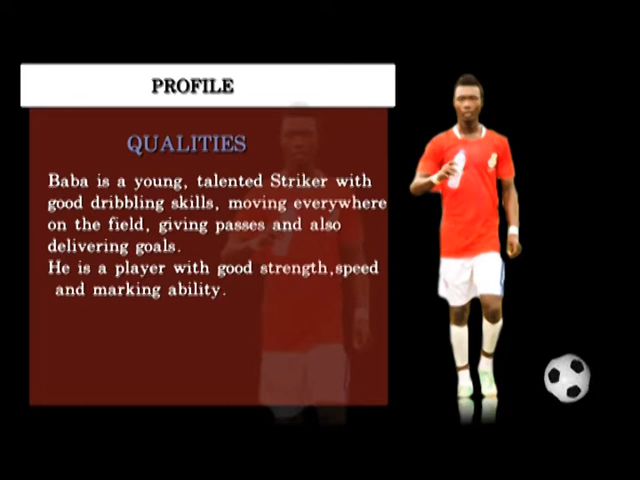 PROFILE
QUALITIES
Baba is a young, talented Striker with
good dribbling skills, moving everywhere
on the field, giving passes and also
delivering goals.
He is a player with good strength,speed
and marking ability.